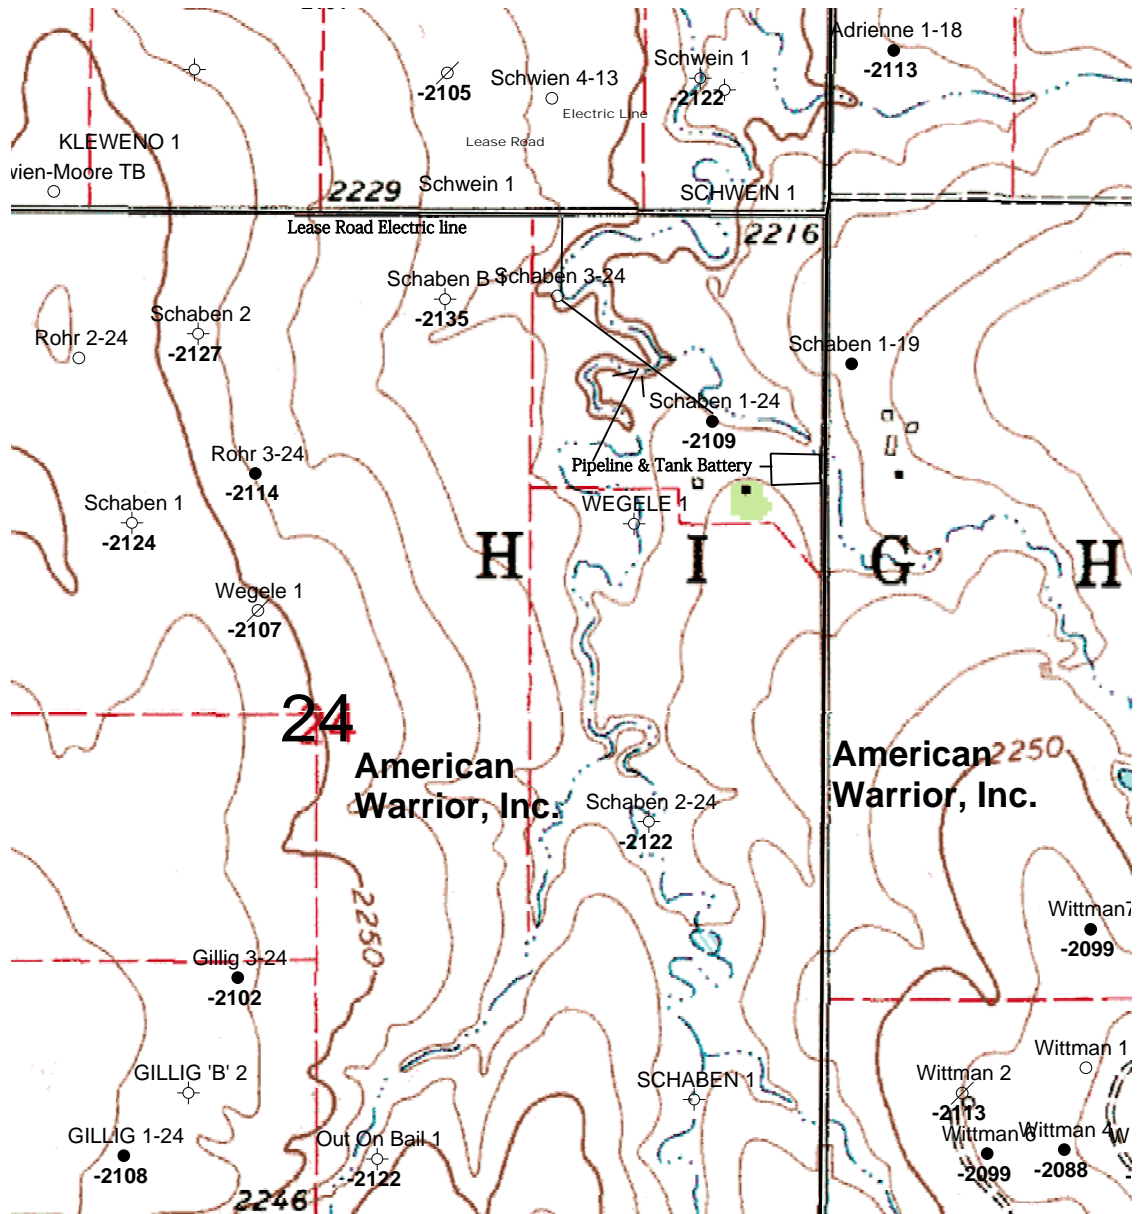 Adrienne 1-18
-2113
Schwein 1
-2122
-2105
Schwien 4-13
Electric Line
Lease Road
KLEWENO 1
wien-Moore TB
2229
Schwein 1
SCHWEIN 1
Lease Road Electric line
2216
Schaben B 1
-2135
Schaben 3-24
Schaben 2
-2127
Rohr 2-24
Schaben 1-19
Schaben 1-24
-2109
Rohr 3-24
-2114
Pipeline & Tank Battery
Schaben 1
-2124
WEGELE 1
H I G H
Wegele 1
-2107
24
American
Warrior, Inc.
American
Warrior, Inc.
2250
Schaben 2-24
-2122
2250
Wittman7
-2099
Gillig 3-24
-2102
GILLIG 'B' 2
SCHABEN 1
Wittman 1
Wittman 2
-2113
GILLIG 1-24
-2108
Out On Bail 1
-2122
Wittman 6
-2099
Wittman 4
-2088
W
2246